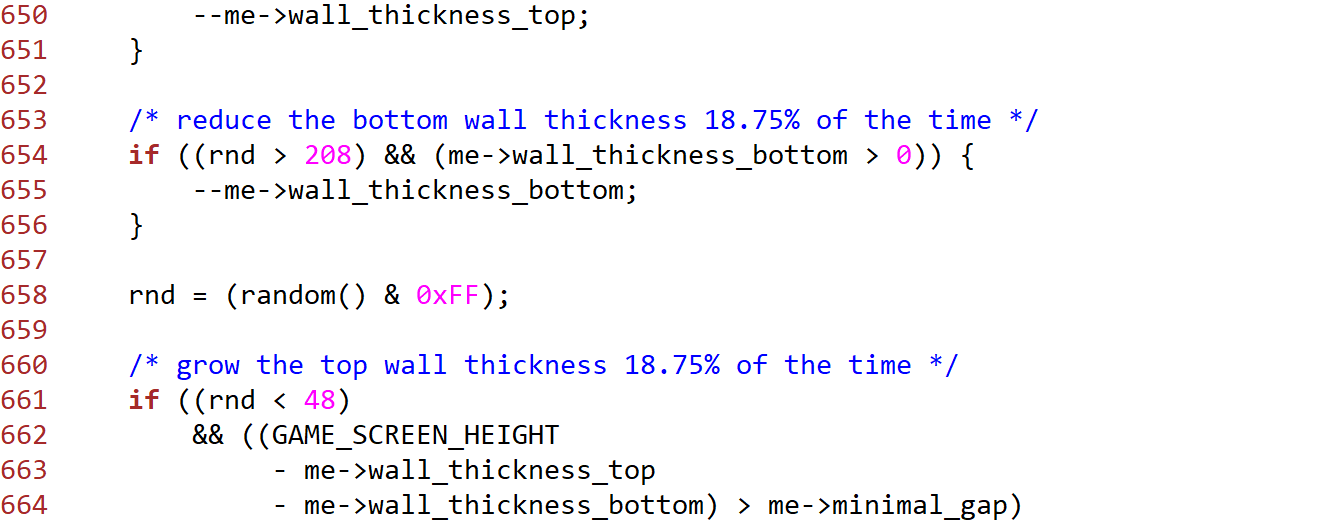 650         --me->wall_thickness_top;
651     }
652
653     /* reduce the bottom wall thickness 18.75% of the time */
654     if ((rnd > 208) && (me->wall_thickness_bottom > 0)) {
655         --me->wall_thickness_bottom;
656     }
657
658     rnd = (random() & 0xFF);
659
660     /* grow the top wall thickness 18.75% of the time */
661     if ((rnd < 48)
662         && ((GAME_SCREEN_HEIGHT
663              - me->wall_thickness_top
664              - me->wall_thickness_bottom) > me->minimal_gap)